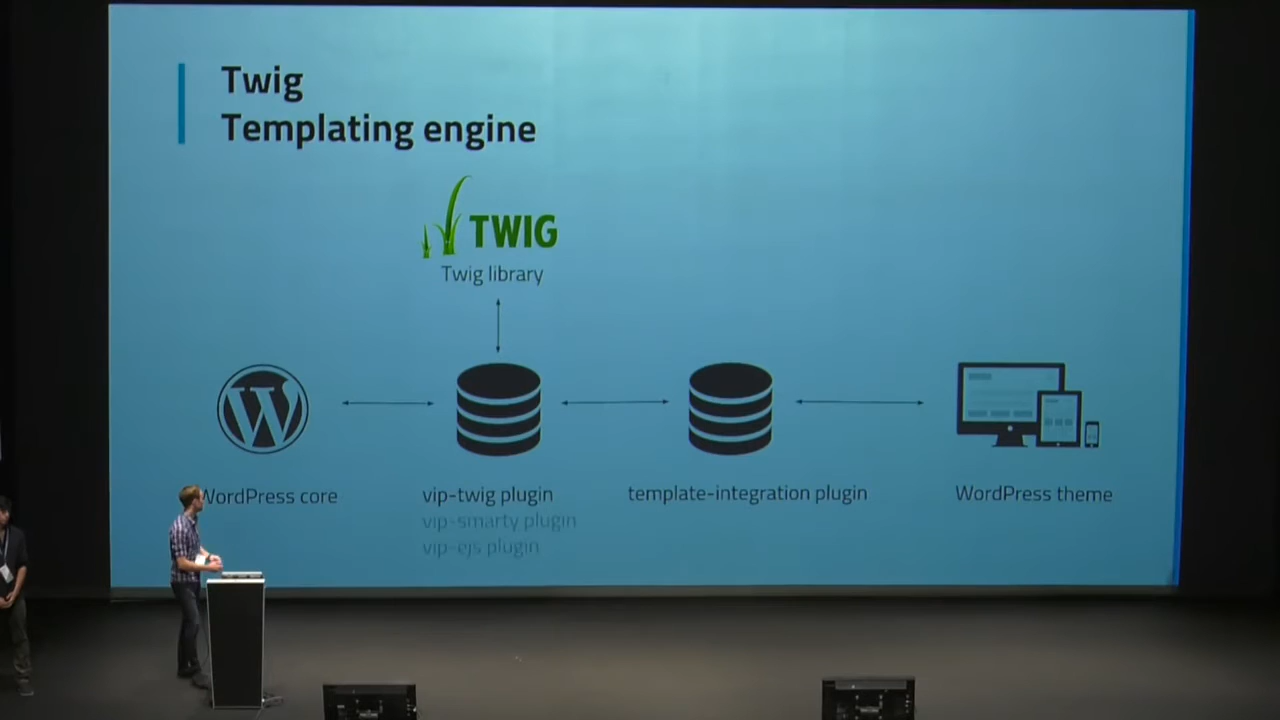 Twig
Templating engine
TWIG
Twig library
WordPress core
vip-twig plugin
vip-smarty plugin
vip-ejs plugin
template-integration plugin
WordPress theme